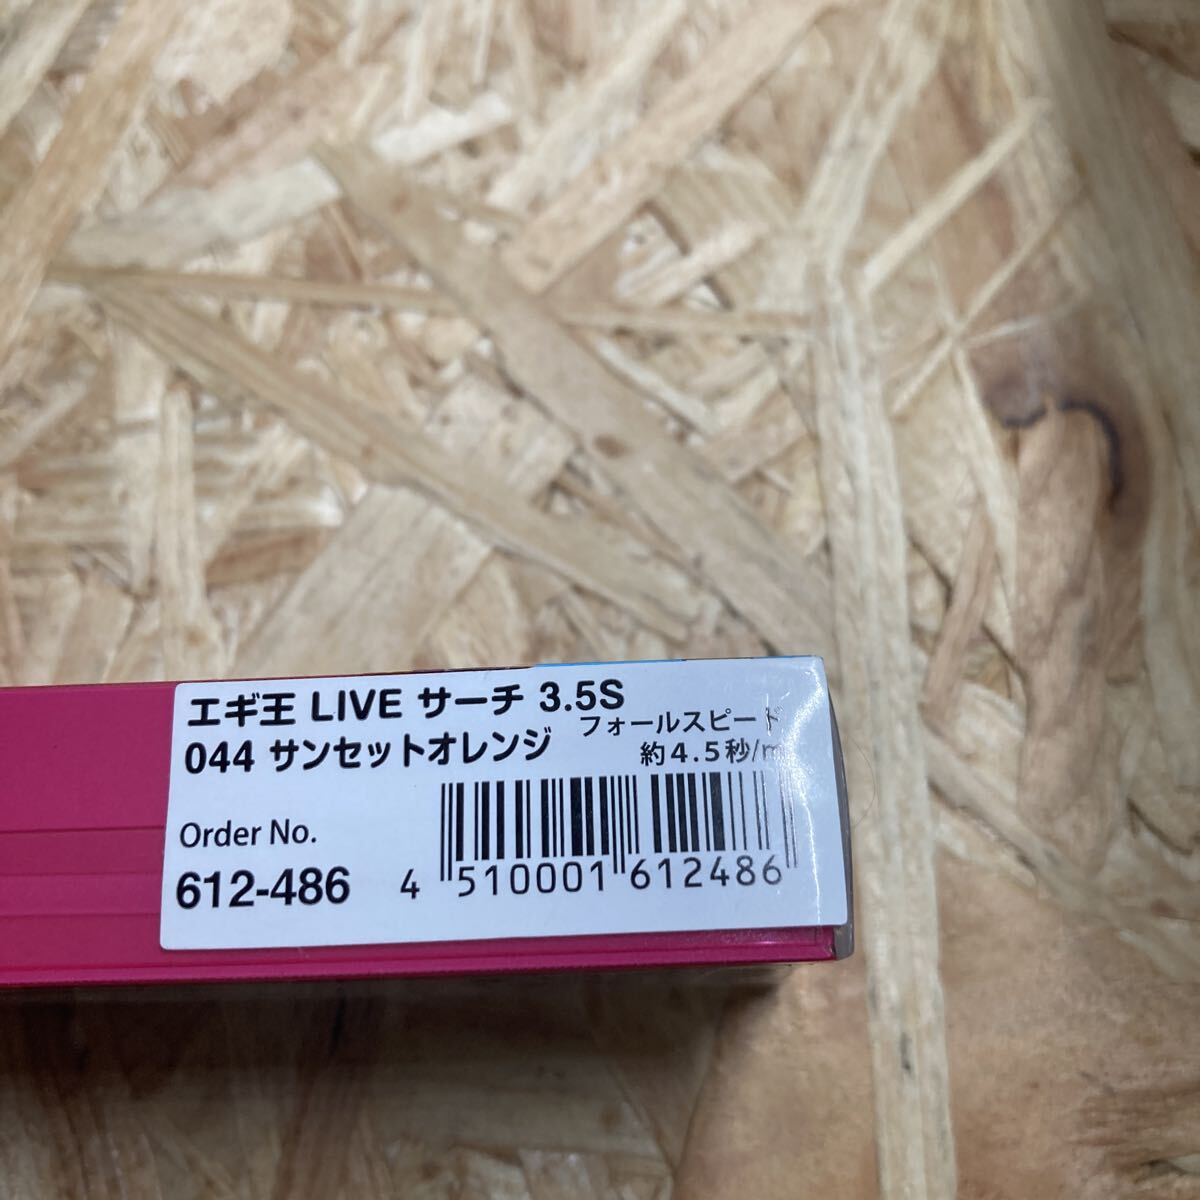 エギ王 LIVE サーチ 3.5S
044 サンセットオレンジ
フォールスピード
約4.5秒/m
Order No.
612-486
4 510001 612486